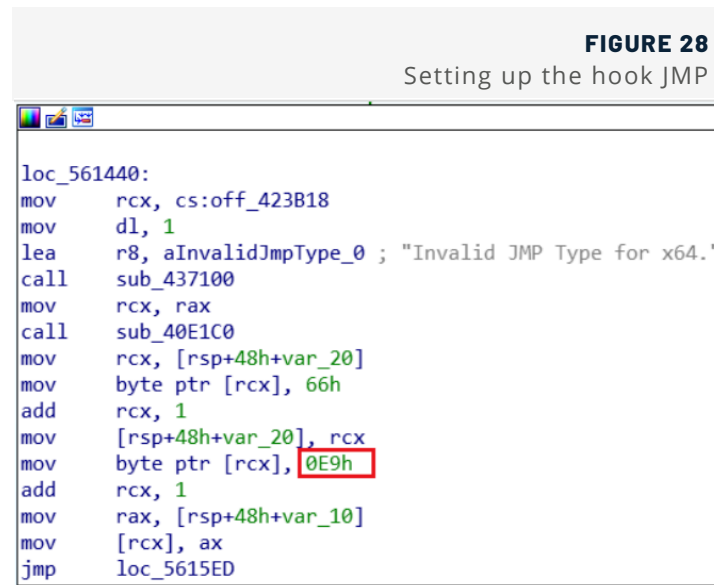 FIGURE 28
Setting up the hook JMP
loc_561440:
mov rcx, cs:off_423B18
mov dl, 1
lea r8, aInvalidJmpType_0 ; "Invalid JMP Type for x64."
call sub_437100
mov rcx, rax
call sub_40E1C0
mov rcx, [rsp+48h+var_20]
mov byte ptr [rcx], 66h
add rcx, 1
mov [rsp+48h+var_20], rcx
mov byte ptr [rcx], 0E9h
add rcx, 1
mov rax, [rsp+48h+var_10]
mov [rcx], ax
jmp loc_5615ED